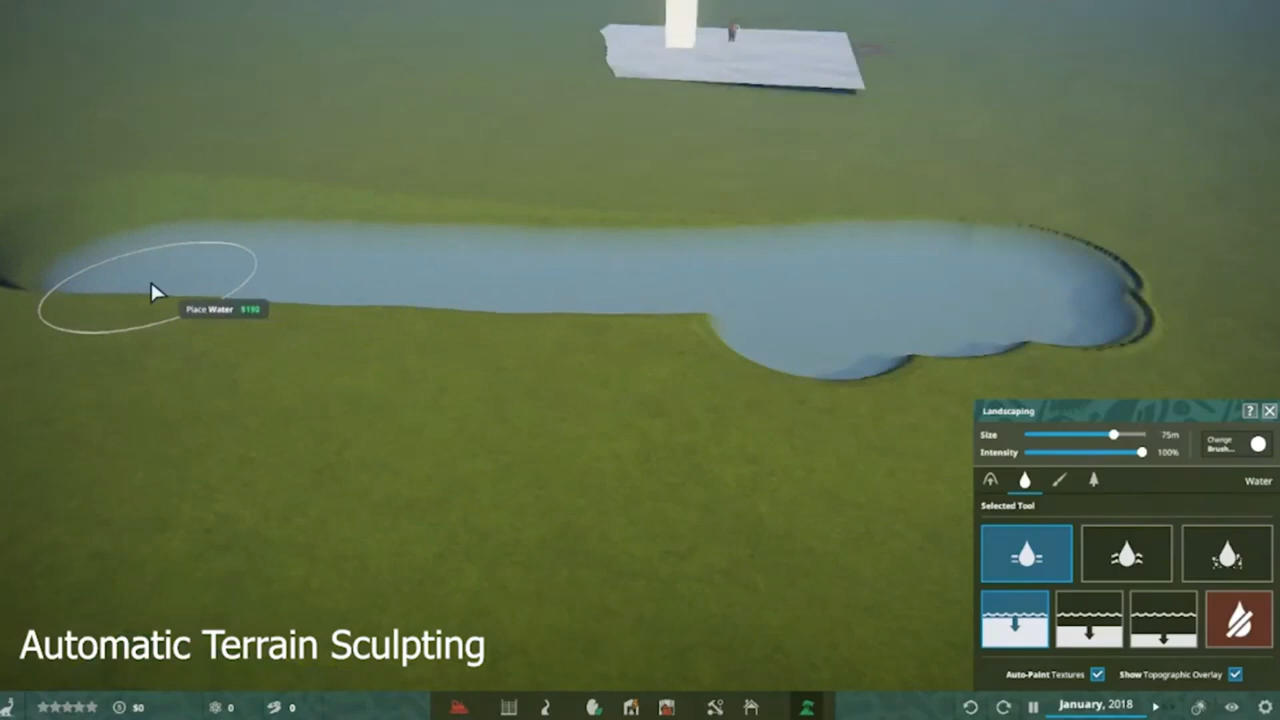 Place Water $190
Landscaping
?
Size 75m
Intensity 100%
Change
Brush...
Water
Selected Tool
Automatic Terrain Sculpting
Auto-Paint Textures
Show Topographic Overlay
$0
0
0
January, 2018